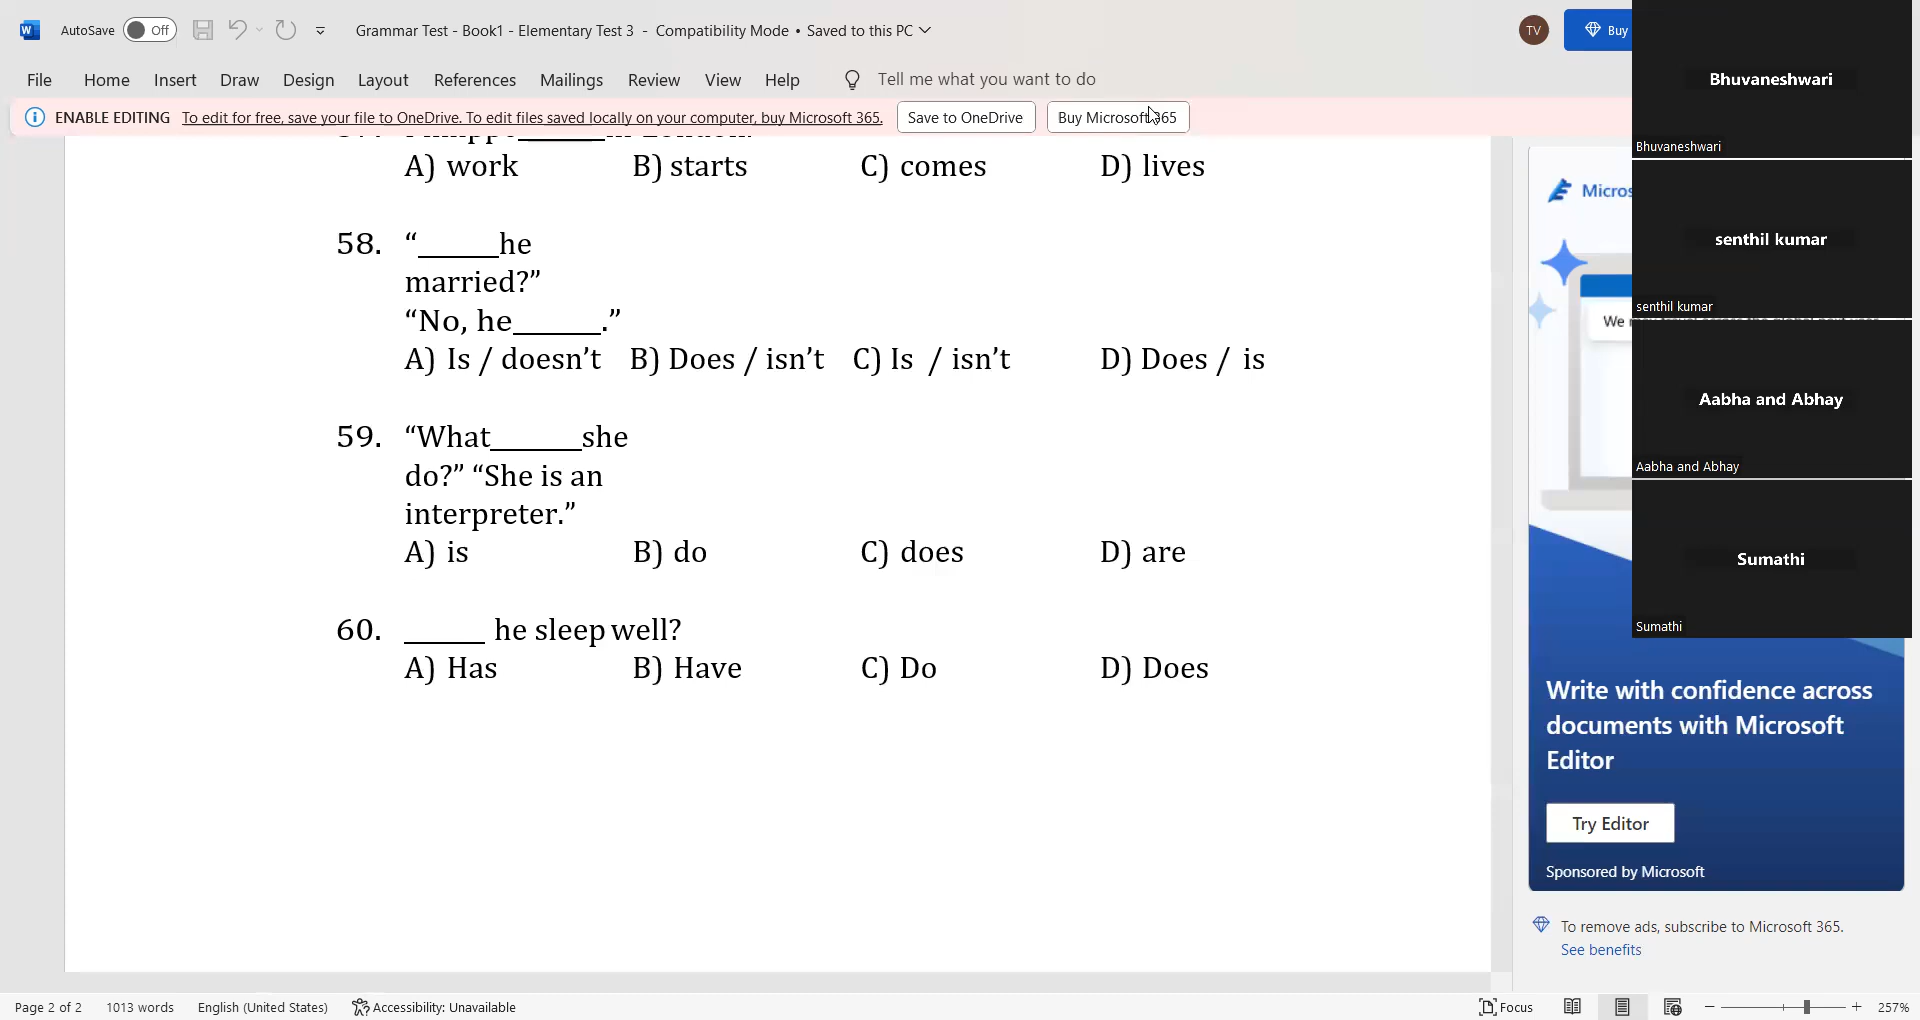 AutoSave Off Grammar Test - Book1 - Elementary Test 3 - Compatibility Mode • Saved to this PC TV Buy
File Home Insert Draw Design Layout References Mailings Review View Help Tell me what you want to do
ENABLE EDITING To edit for free, save your file to OneDrive. To edit files saved locally on your computer, buy Microsoft 365. Save to OneDrive Buy Microsoft 365
A) work B) starts C) comes D) lives
58. “______he
married?”
“No, he______.”
A) Is / doesn’t B) Does / isn’t C) Is / isn’t D) Does / is
59. “What______she
do?” “She is an
interpreter.”
A) is B) do C) does D) are
60. ______ he sleep well?
A) Has B) Have C) Do D) Does
Bhuvaneshwari
Bhuvaneshwari
senthil kumar
senthil kumar
Aabha and Abhay
Aabha and Abhay
Sumathi
Sumathi
We
Write with confidence across
documents with Microsoft
Editor
Try Editor
Sponsored by Microsoft
To remove ads, subscribe to Microsoft 365.
See benefits
Page 2 of 2 1013 words English (United States) Accessibility: Unavailable Focus 257%